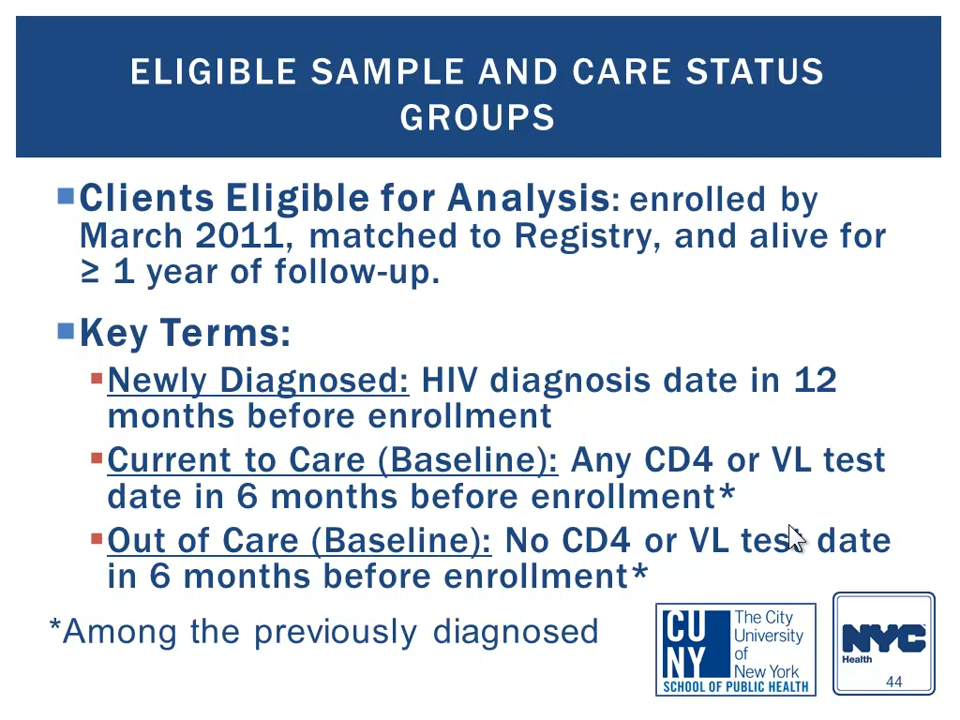 ELIGIBLE SAMPLE AND CARE STATUS
GROUPS
Clients Eligible for Analysis: enrolled by
March 2011, matched to Registry, and alive for
≥ 1 year of follow-up.
Key Terms:
Newly Diagnosed: HIV diagnosis date in 12
months before enrollment
Current to Care (Baseline): Any CD4 or VL test
date in 6 months before enrollment*
Out of Care (Baseline): No CD4 or VL test date
in 6 months before enrollment*
*Among the previously diagnosed
CU
NY
The City
University
of
New York
SCHOOL OF PUBLIC HEALTH
NYC
Health
44